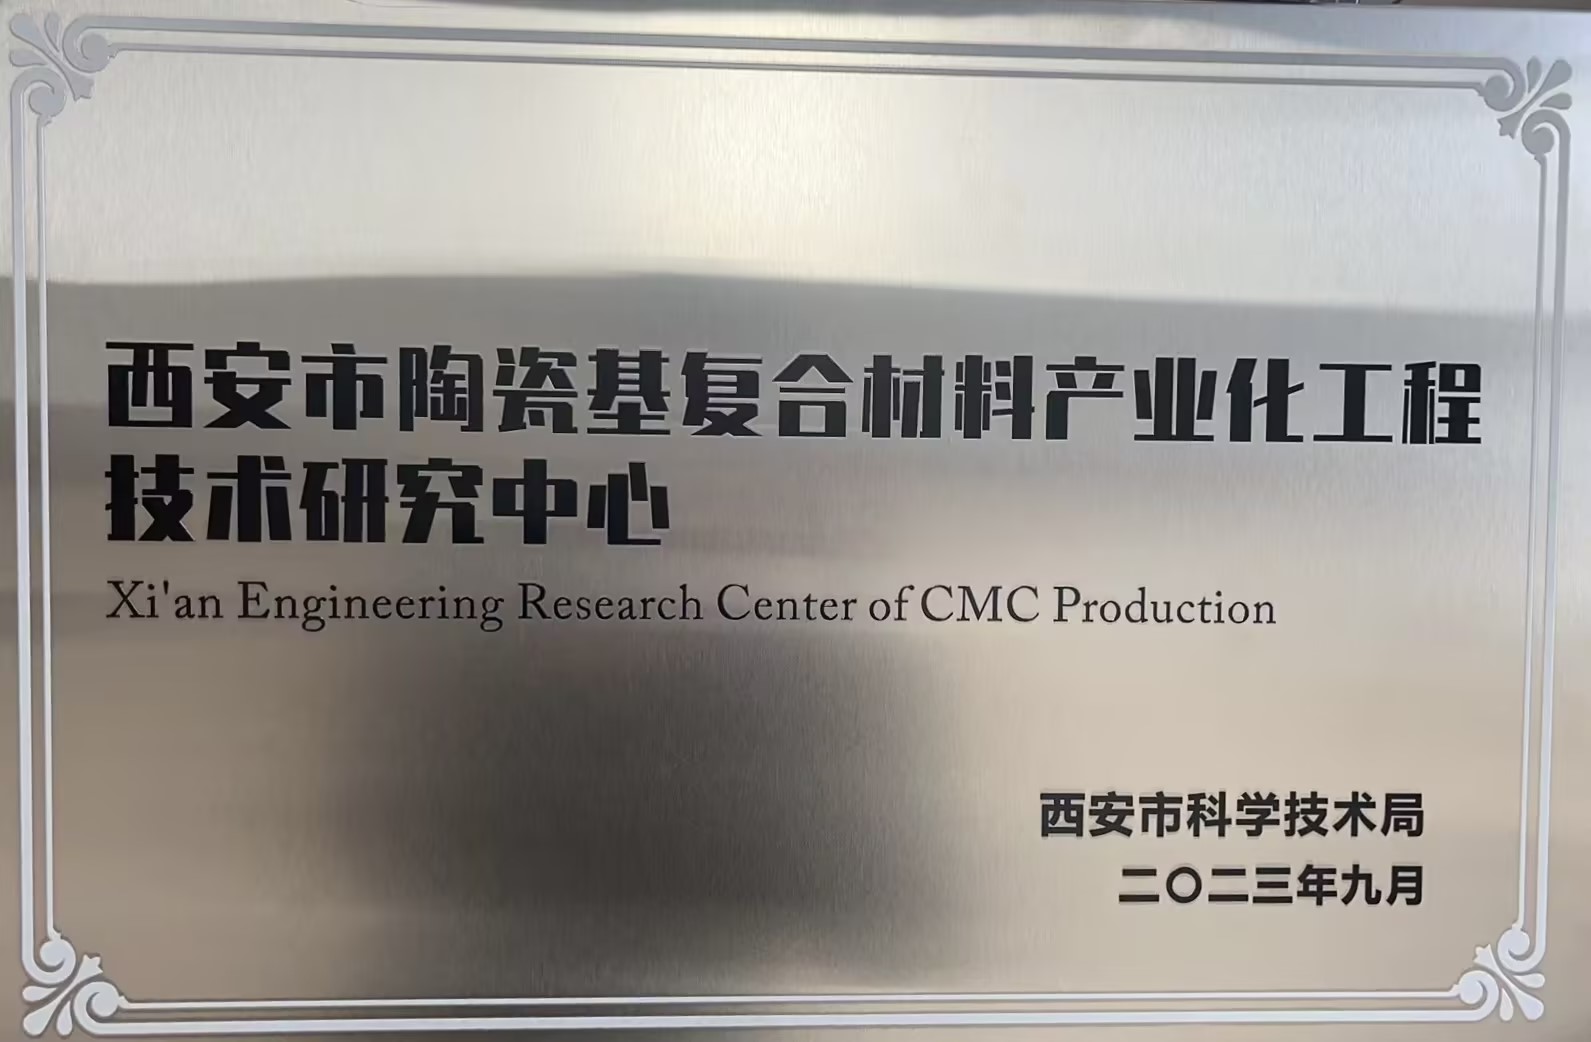 西安市陶瓷基复合材料产业化工程
技术研究中心
Xi'an Engineering Research Center of CMC Production
西安市科学技术局
二〇二三年九月